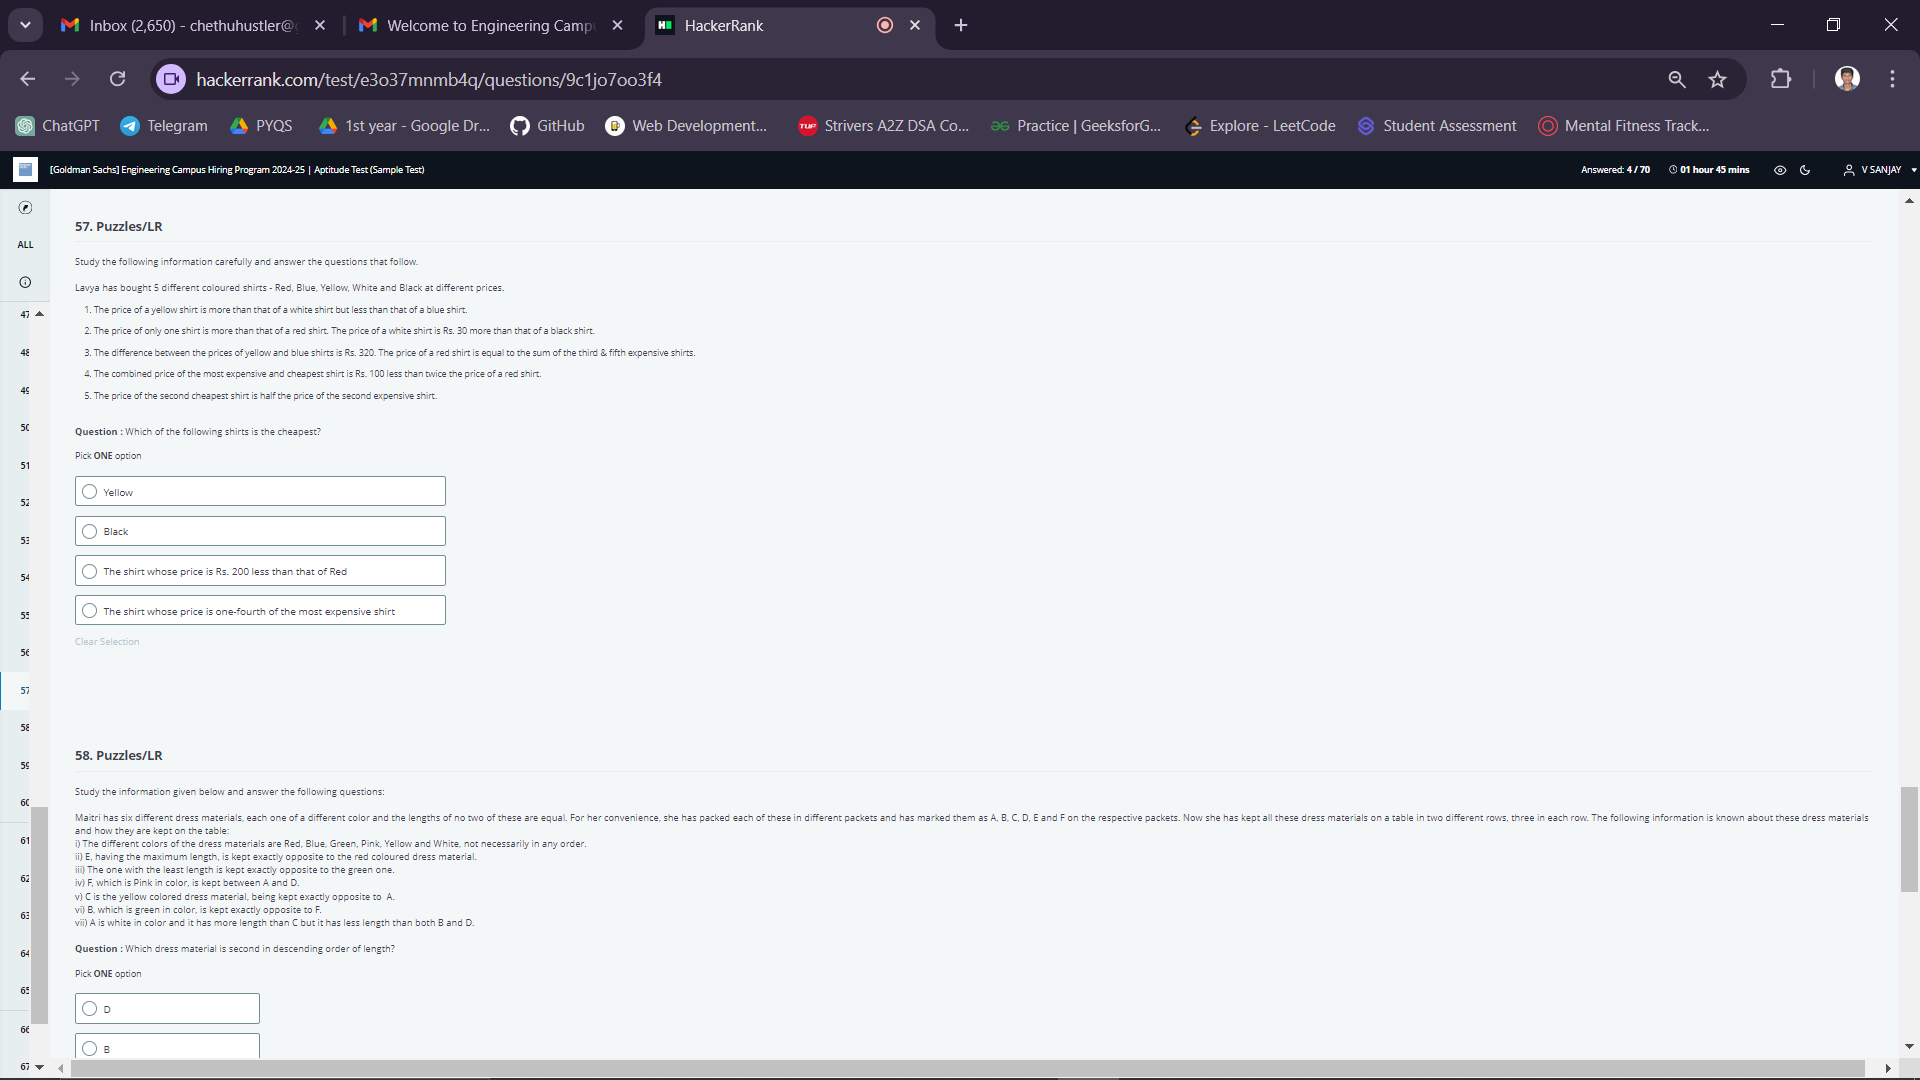 Inbox (2,650) - chethuhustler@g
Welcome to Engineering Camp
HackerRank
hackerrank.com/test/e3o37mnmb4q/questions/9c1jo7oo3f4
ChatGPT
Telegram
PYQS
1st year - Google Dr...
GitHub
Web Development...
TUF
Strivers A2Z DSA Co...
Practice | GeeksforG...
Explore - LeetCode
Student Assessment
Mental Fitness Track...
[Goldman Sachs] Engineering Campus Hiring Program 2024-25 | Aptitude Test (Sample Test)
Answered: 4 / 70
01 hour 45 mins
V SANJAY
ALL
47
48
49
50
51
52
53
54
55
56
57
58
59
60
61
62
63
64
65
66
67
57. Puzzles/LR
Study the following information carefully and answer the questions that follow.
Lavya has bought 5 different coloured shirts - Red, Blue, Yellow, White and Black at different prices.
1. The price of a yellow shirt is more than that of a white shirt but less than that of a blue shirt.
2. The price of only one shirt is more than that of a red shirt. The price of a white shirt is Rs. 30 more than that of a black shirt.
3. The difference between the prices of yellow and blue shirts is Rs. 320. The price of a red shirt is equal to the sum of the third & fifth expensive shirts.
4. The combined price of the most expensive and cheapest shirt is Rs. 100 less than twice the price of a red shirt.
5. The price of the second cheapest shirt is half the price of the second expensive shirt.
Question : Which of the following shirts is the cheapest?
Pick ONE option
Yellow
Black
The shirt whose price is Rs. 200 less than that of Red
The shirt whose price is one-fourth of the most expensive shirt
Clear Selection
58. Puzzles/LR
Study the information given below and answer the following questions:
Maitri has six different dress materials, each one of a different color and the lengths of no two of these are equal. For her convenience, she has packed each of these in different packets and has marked them as A, B, C, D, E and F on the respective packets. Now she has kept all these dress materials on a table in two different rows, three in each row. The following information is known about these dress materials
and how they are kept on the table:
i) The different colors of the dress materials are Red, Blue, Green, Pink, Yellow and White, not necessarily in any order.
ii) E, having the maximum length, is kept exactly opposite to the red coloured dress material.
iii) The one with the least length is kept exactly opposite to the green one.
iv) F, which is Pink in color, is kept between A and D.
v) C is the yellow colored dress material, being kept exactly opposite to A.
vi) B, which is green in color, is kept exactly opposite to F.
vii) A is white in color and it has more length than C but it has less length than both B and D.
Question : Which dress material is second in descending order of length?
Pick ONE option
D
B